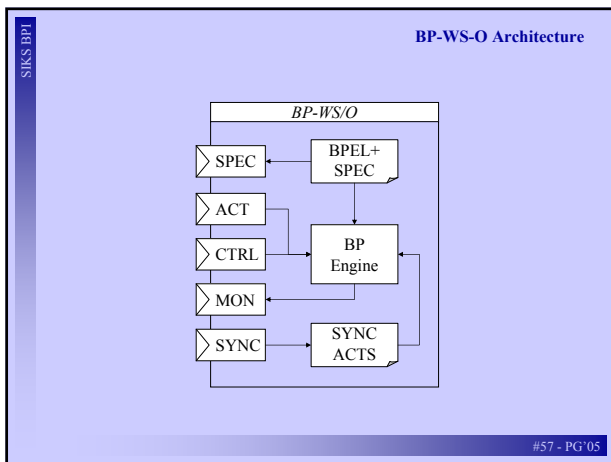 SIKS BPI
BP-WS-O Architecture
BP-WS/O
SPEC
BPEL+
SPEC
ACT
CTRL
BP
Engine
MON
SYNC
SYNC
ACTS
#57 - PG'05